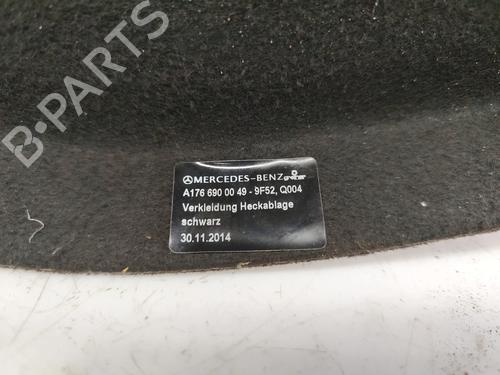 B-PARTS
MERCEDES-BENZ
A176 690 00 49 - 9F52, Q004
Verkleidung Heckablage
schwarz
30.11.2014